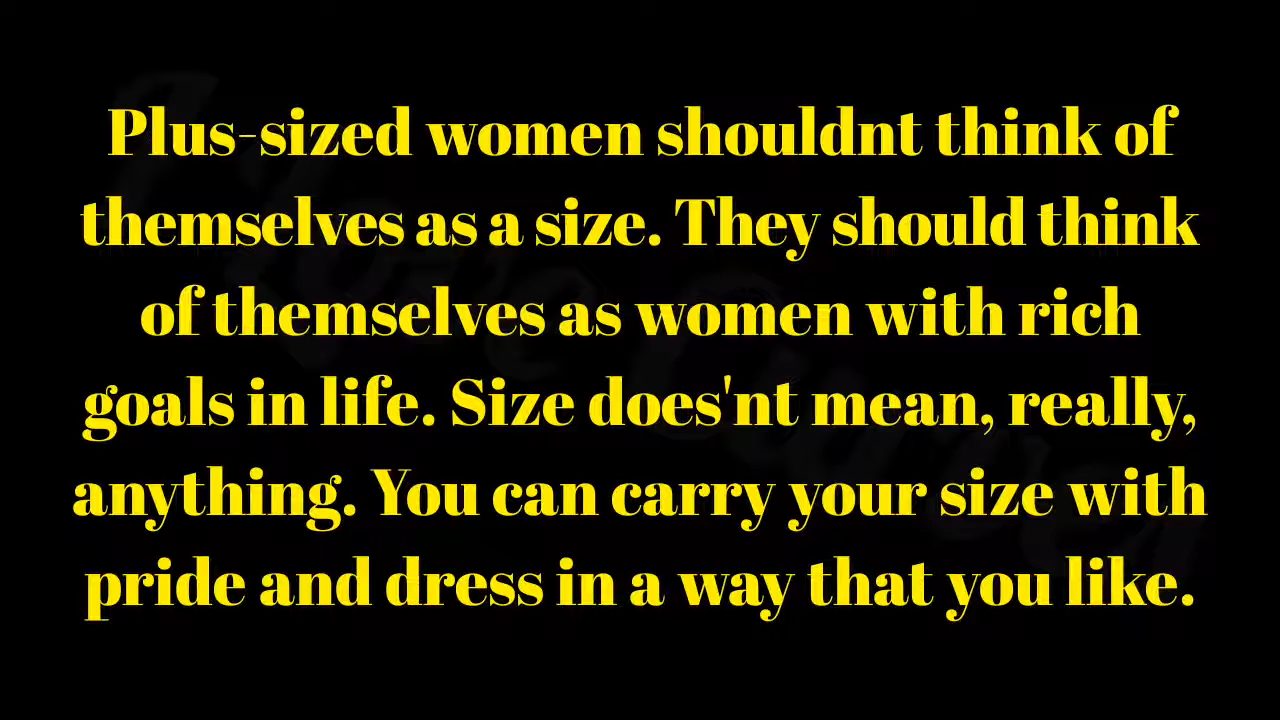 Plus-sized women shouldnt think of
themselves as a size. They should think
of themselves as women with rich
goals in life. Size does'nt mean, really,
anything. You can carry your size with
pride and dress in a way that you like.